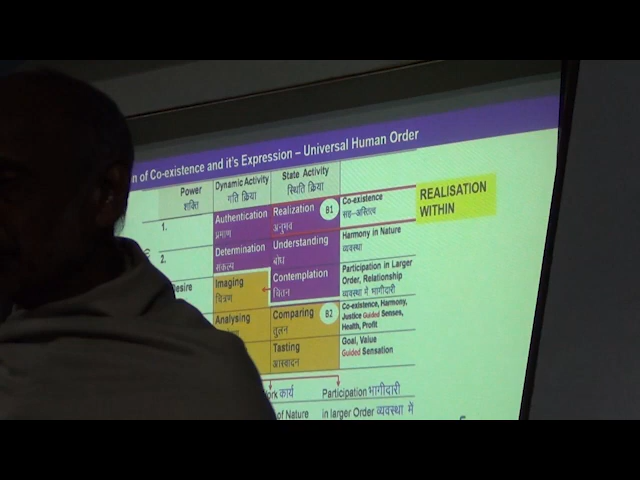 n of Co-existence and it's Expression – Universal Human Order
Power
शक्ति
Dynamic Activity
गति क्रिया
State Activity
स्थिति क्रिया
1.
Authentication
प्रमाण
Realization
अनुभव
B1
Co-existence
सह-अस्तित्व
REALISATION
WITHIN
2.
Determination
संकल्प
Understanding
बोध
Harmony in Nature
व्यवस्था
esire
Imaging
चित्रण
Contemplation
चिंतन
Participation in Larger
Order, Relationship
व्यवस्था में भागीदारी
Analysing
Comparing
तुलन
B2
Co-existence, Harmony,
Justice Guided Senses,
Health, Profit
Tasting
आस्वादन
Goal, Value
Guided Sensation
ork कार्य
Participation भागीदारी
of Nature
in larger Order व्यवस्था में